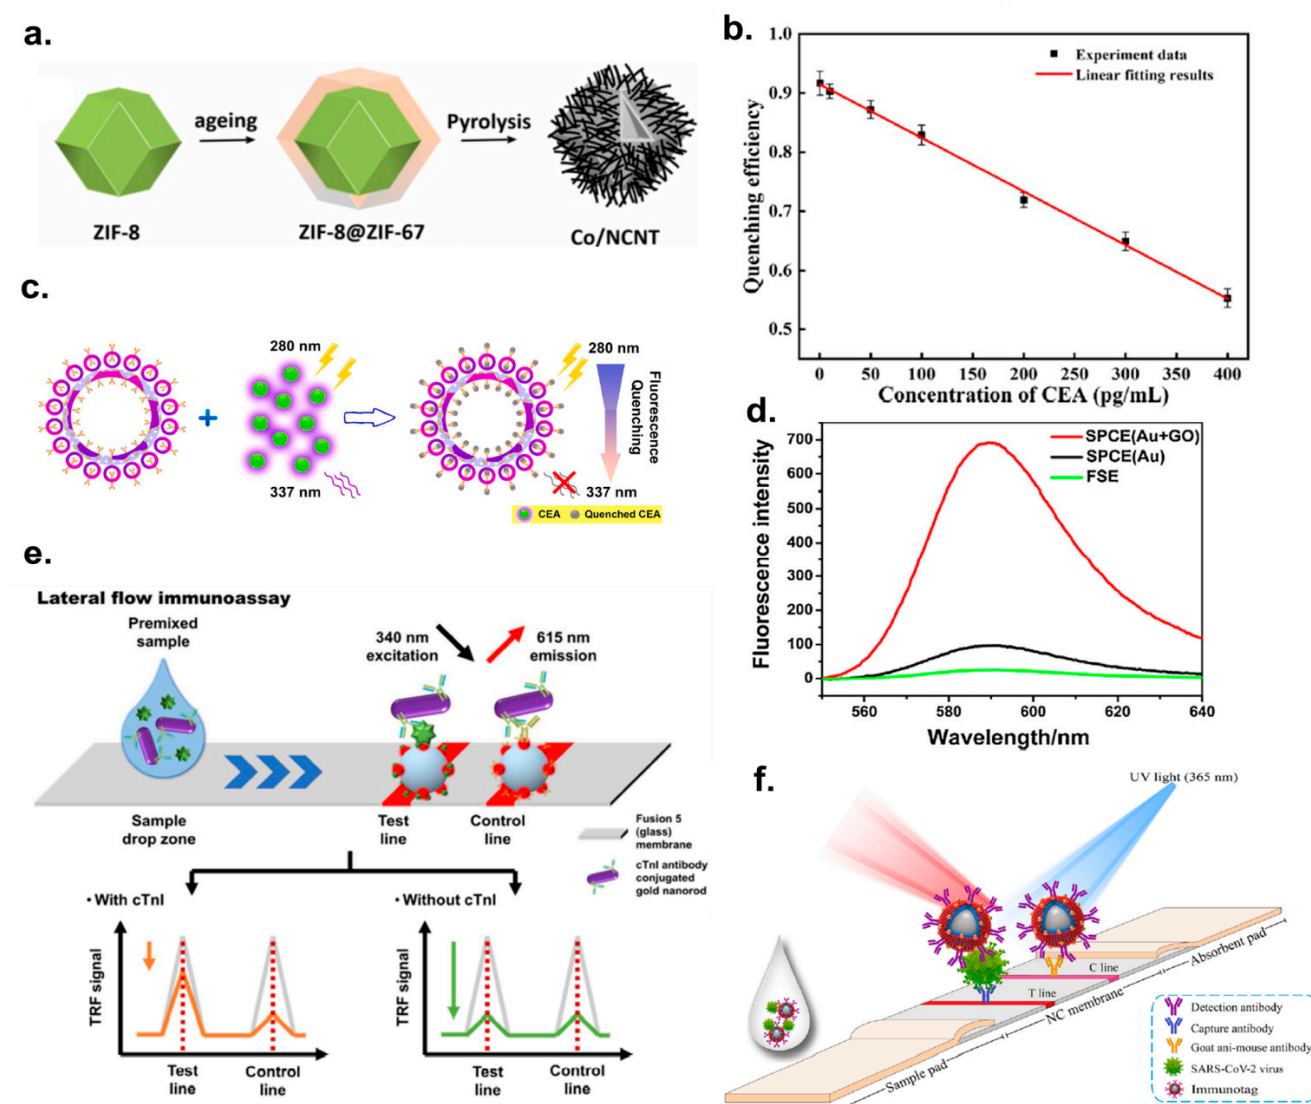 a.
ageing
Pyrolysis
ZIF-8
ZIF-8@ZIF-67
Co/NCNT
b.
1.0
0.9
0.8
0.7
0.6
0.5
Quenching efficiency
Experiment data
Linear fitting results
0
50
100
150
200
250
300
350
400
Concentration of CEA (pg/mL)
c.
280 nm
337 nm
280 nm
Fluorescence
Quenching
337 nm
CEA
Quenched CEA
d.
700
600
500
400
300
200
100
0
Fluorescence intensity
SPCE(Au+GO)
SPCE(Au)
FSE
560
580
600
620
640
Wavelength/nm
e.
Lateral flow immunoassay
Premixed
sample
340 nm
excitation
615 nm
emission
Sample
drop zone
Test
line
Control
line
Fusion 5
(glass)
membrane
cTnI antibody
conjugated
gold nanorod
• With cTnI
TRF signal
Test
line
Control
line
• Without cTnI
TRF signal
Test
line
Control
line
f.
UV light (365 nm)
C line
T line
Absorbent pad
NC membrane
Sample pad
Detection antibody
Capture antibody
Goat ani-mouse antibody
SARS-CoV-2 virus
Immunotag